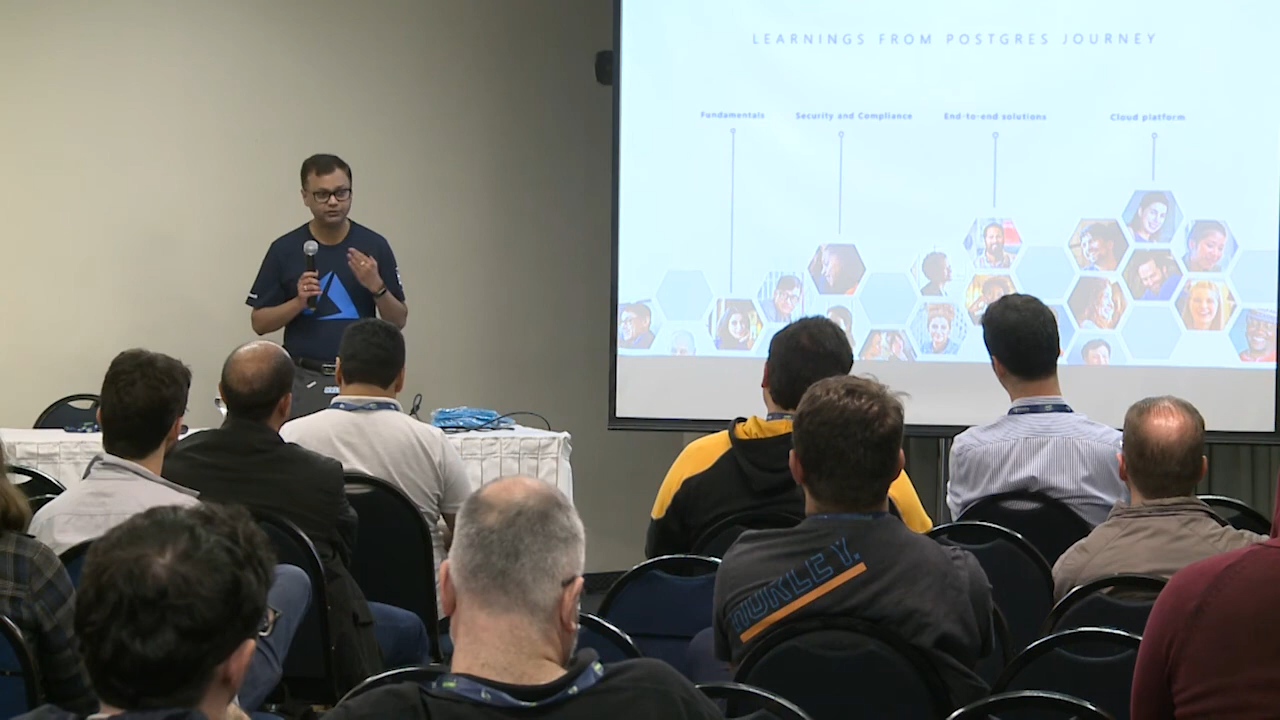 LEARNINGS FROM POSTGRES JOURNEY
Fundamentals
Security and Compliance
End-to-end solutions
Cloud platform